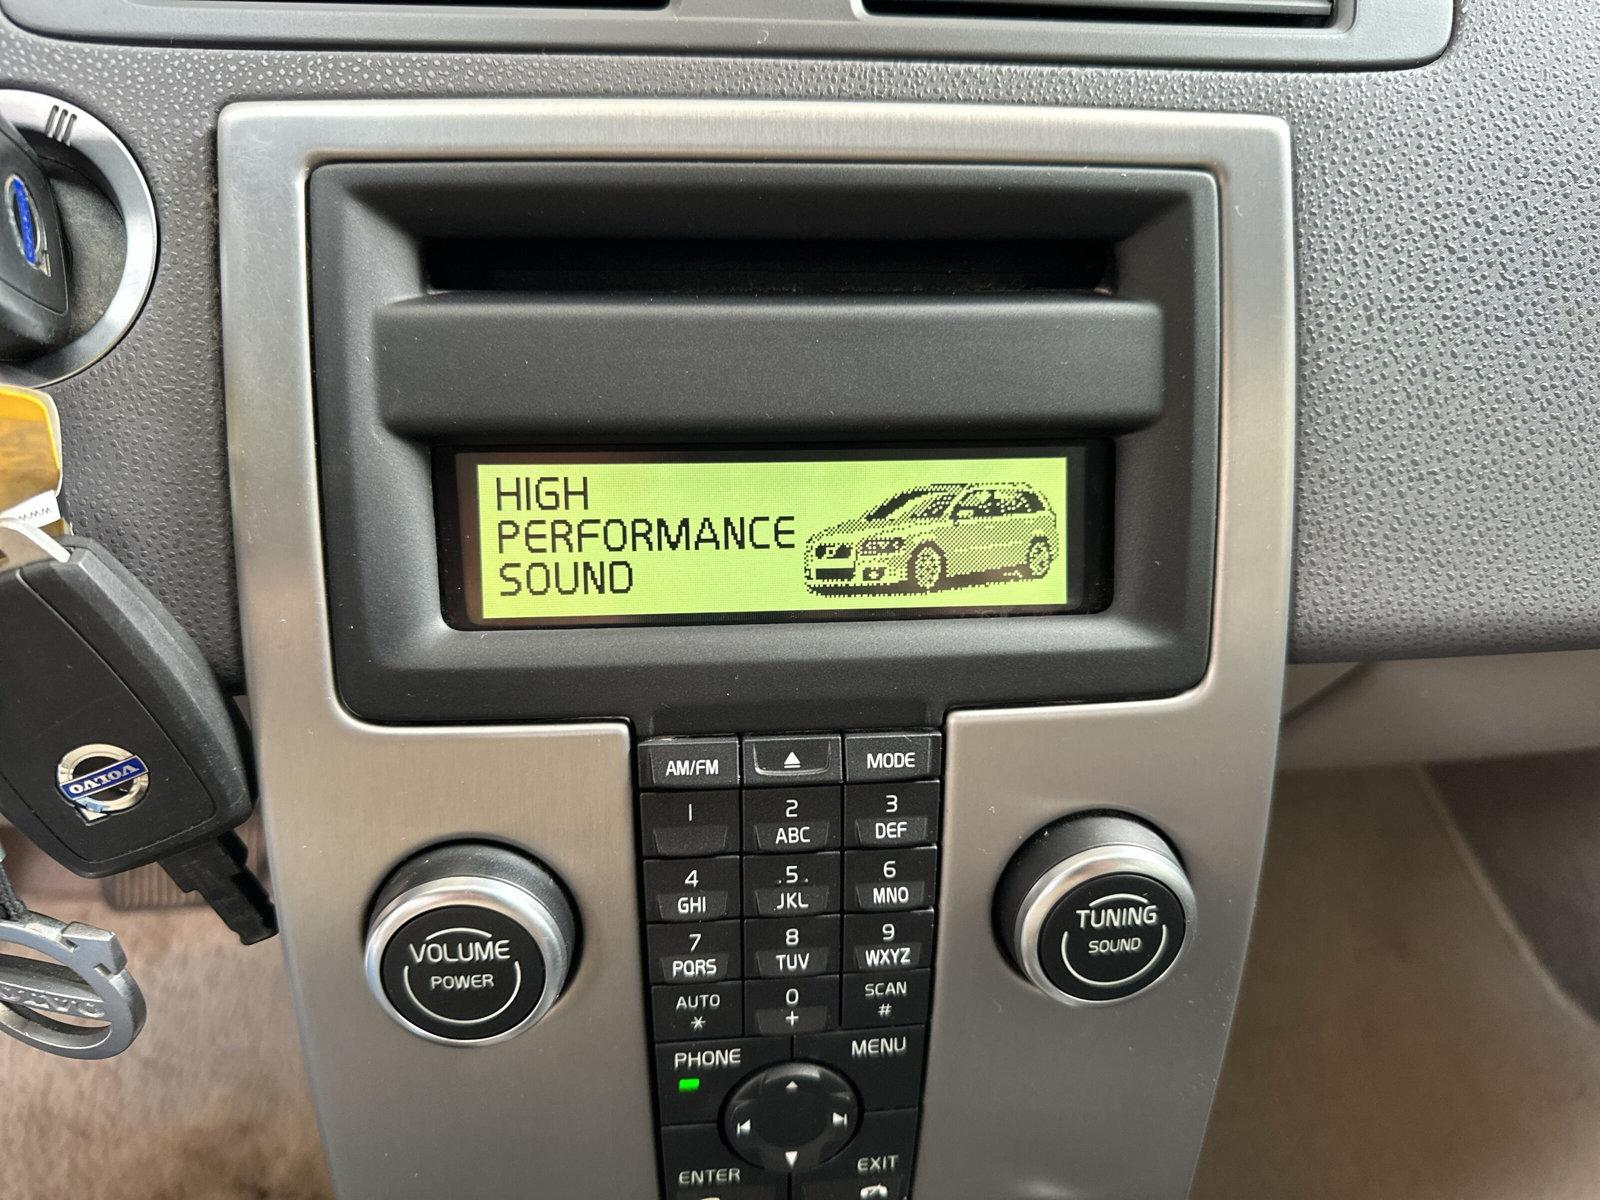 HIGH
PERFORMANCE
SOUND
AM/FM
MODE
1
2
ABC
3
DEF
4
GHI
.5.
JKL
6
MNO
7
PQRS
8
TUV
9
WXYZ
AUTO
*
0
+
SCAN
#
PHONE
MENU
ENTER
EXIT
VOLUME
POWER
TUNING
SOUND
VOLVO
VOLVO